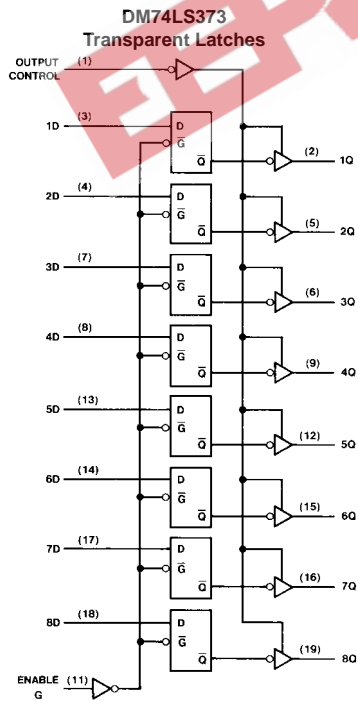 DM74LS373
Transparent Latches
OUTPUT
CONTROL
(1)
1D (3) D
G̅
Q̅ (2) 1Q
2D (4) D
G̅
Q̅ (5) 2Q
3D (7) D
G̅
Q̅ (6) 3Q
4D (8) D
G̅
Q̅ (9) 4Q
5D (13) D
G̅
Q̅ (12) 5Q
6D (14) D
G̅
Q̅ (15) 6Q
7D (17) D
G̅
Q̅ (16) 7Q
8D (18) D
G̅
Q̅ (19) 8Q
ENABLE
G
(11)